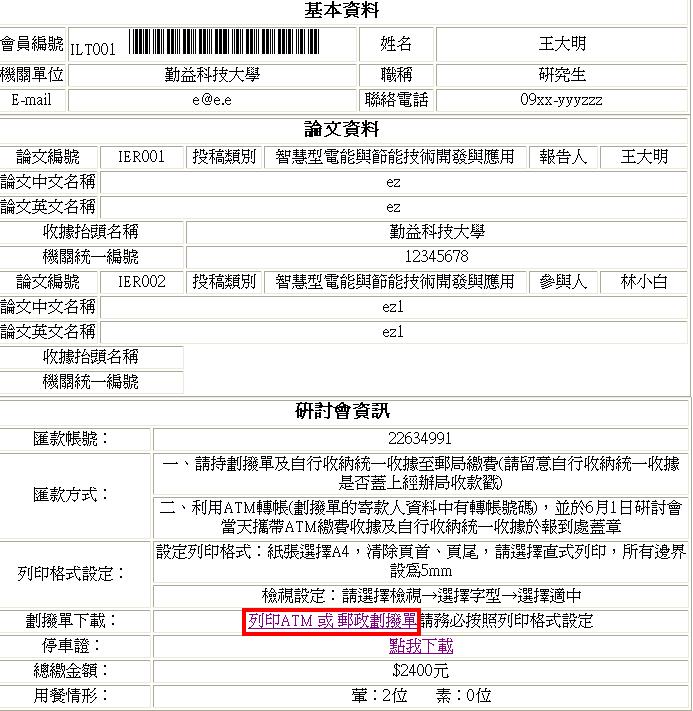 基本資料
會員編號 ILT001 姓名 王大明
機關單位 勤益科技大學 職稱 研究生
E-mail e@e.e 聯絡電話 09xx-yyyzzz
論文資料
論文編號 IER001 投稿類別 智慧型電能與節能技術開發與應用 報告人 王大明
論文中文名稱 ez
論文英文名稱 ez
收據抬頭名稱 勤益科技大學
機關統一編號 12345678
論文編號 IER002 投稿類別 智慧型電能與節能技術開發與應用 參與人 林小白
論文中文名稱 ez1
論文英文名稱 ez1
收據抬頭名稱
機關統一編號
研討會資訊
匯款帳號： 22634991
匯款方式：
一、請持劃撥單及自行收納統一收據至郵局繳費(請留意自行收納統一收據
是否蓋上經辦局收款戳)
二、利用ATM轉帳(劃撥單的寄款人資料中有轉帳號碼)，並於6月1日研討會
當天攜帶ATM繳費收據及自行收納統一收據於報到處蓋章
列印格式設定：
設定列印格式：紙張選擇A4，清除頁首、頁尾，請選擇直式列印，所有邊界
設為5mm
檢視設定：請選擇檢視→選擇字型→選擇適中
劃撥單下載： 列印ATM 或 郵政劃撥單請務必按照列印格式設定
停車證： 點我下載
總繳金額： $2400元
用餐情形： 葷：2位 素：0位